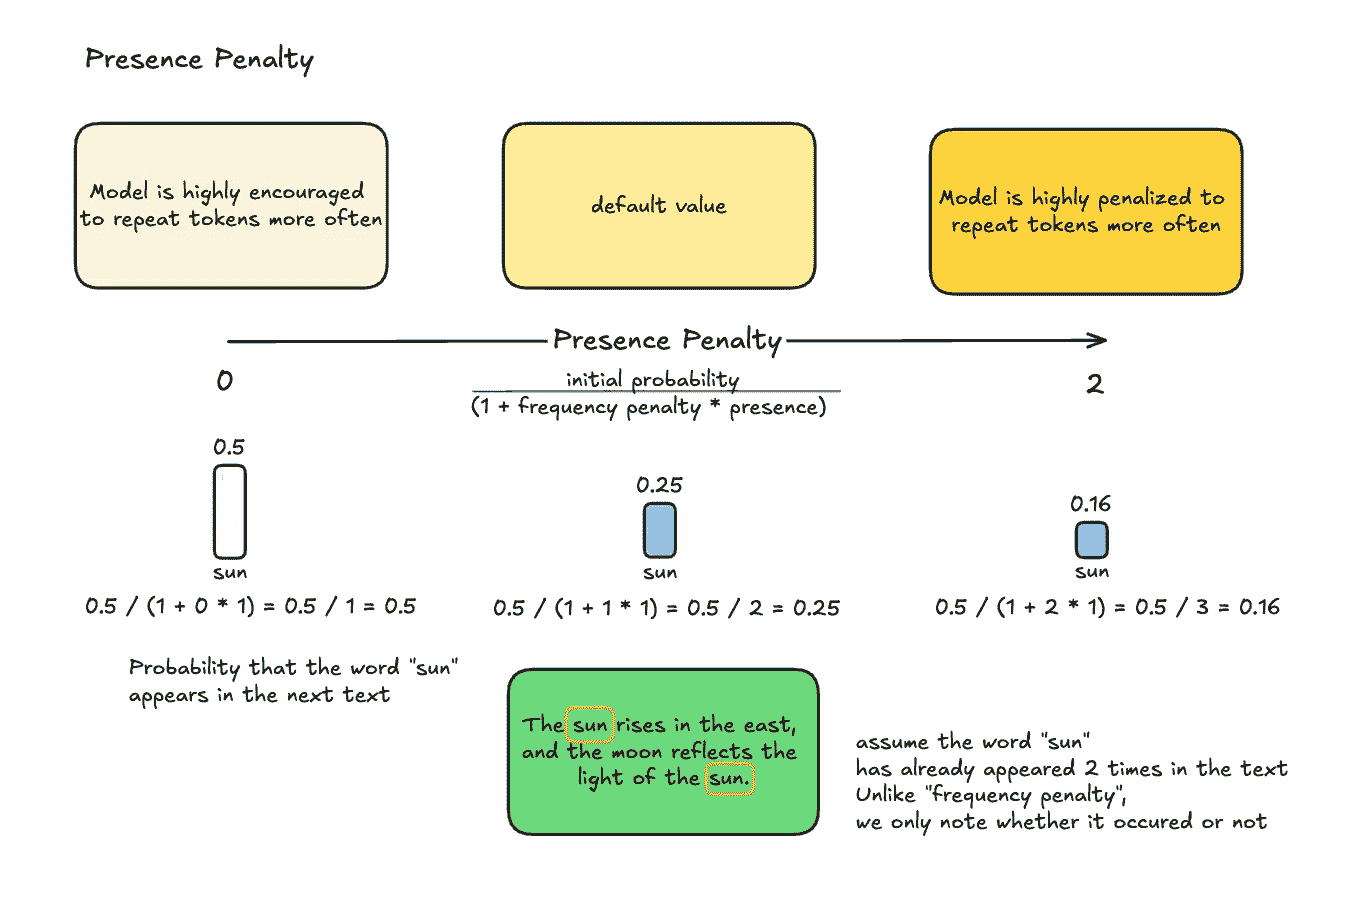 Presence Penalty
Model is highly encouraged
to repeat tokens more often
default value
Model is highly penalized to
repeat tokens more often
Presence Penalty
0
initial probability
(1 + frequency penalty * presence)
2
0.5
sun
0.5 / (1 + 0 * 1) = 0.5 / 1 = 0.5
0.25
sun
0.5 / (1 + 1 * 1) = 0.5 / 2 = 0.25
0.16
sun
0.5 / (1 + 2 * 1) = 0.5 / 3 = 0.16
Probability that the word "sun"
appears in the next text
The sun rises in the east,
and the moon reflects the
light of the sun.
assume the word "sun"
has already appeared 2 times in the text
Unlike "frequency penalty",
we only note whether it occured or not